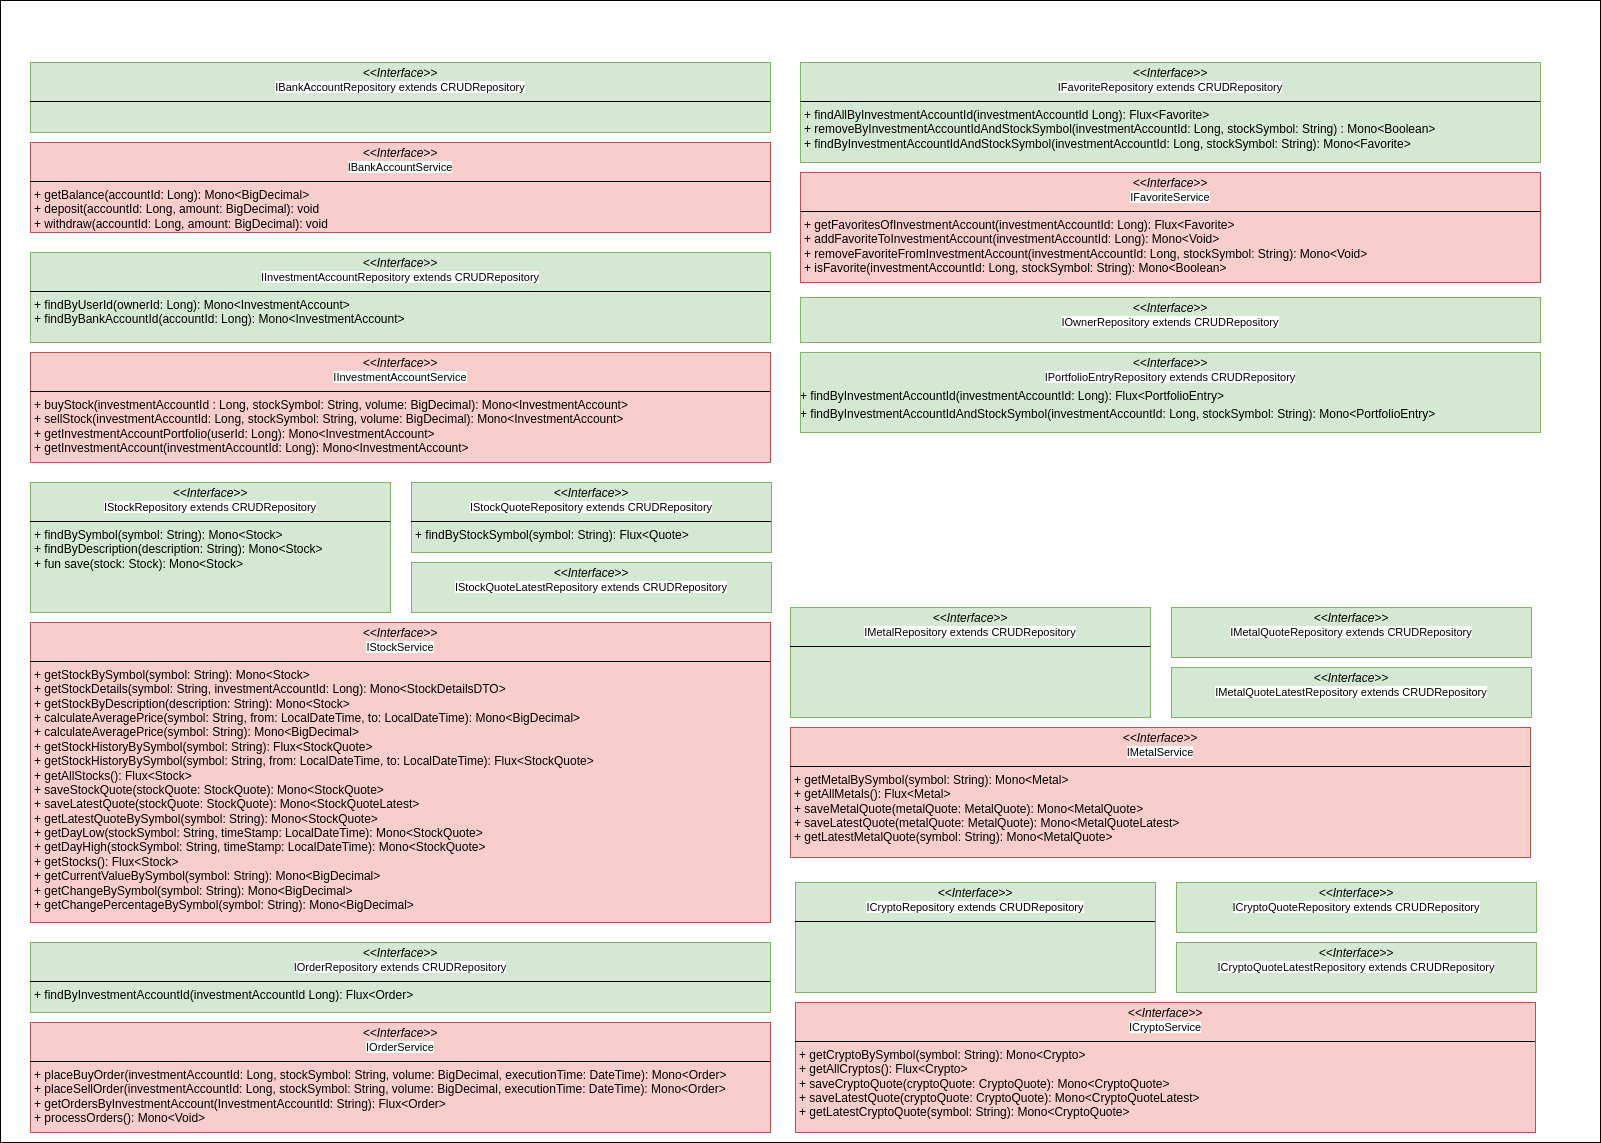 <<Interface>>
IBankAccountRepository extends CRUDRepository
<<Interface>>
IBankAccountService
+ getBalance(accountId: Long): Mono<BigDecimal>
+ deposit(accountId: Long, amount: BigDecimal): void
+ withdraw(accountId: Long, amount: BigDecimal): void
<<Interface>>
IInvestmentAccountRepository extends CRUDRepository
+ findByUserId(ownerId: Long): Mono<InvestmentAccount>
+ findByBankAccountId(accountId: Long): Mono<InvestmentAccount>
<<Interface>>
IInvestmentAccountService
+ buyStock(investmentAccountId : Long, stockSymbol: String, volume: BigDecimal): Mono<InvestmentAccount>
+ sellStock(investmentAccountId: Long, stockSymbol: String, volume: BigDecimal): Mono<InvestmentAccount>
+ getInvestmentAccountPortfolio(userId: Long): Mono<InvestmentAccount>
+ getInvestmentAccount(investmentAccountId: Long): Mono<InvestmentAccount>
<<Interface>>
IStockRepository extends CRUDRepository
+ findBySymbol(symbol: String): Mono<Stock>
+ findByDescription(description: String): Mono<Stock>
+ fun save(stock: Stock): Mono<Stock>
<<Interface>>
IStockQuoteRepository extends CRUDRepository
+ findByStockSymbol(symbol: String): Flux<Quote>
<<Interface>>
IStockQuoteLatestRepository extends CRUDRepository
<<Interface>>
IStockService
+ getStockBySymbol(symbol: String): Mono<Stock>
+ getStockDetails(symbol: String, investmentAccountId: Long): Mono<StockDetailsDTO>
+ getStockByDescription(description: String): Mono<Stock>
+ calculateAveragePrice(symbol: String, from: LocalDateTime, to: LocalDateTime): Mono<BigDecimal>
+ calculateAveragePrice(symbol: String): Mono<BigDecimal>
+ getStockHistoryBySymbol(symbol: String): Flux<StockQuote>
+ getStockHistoryBySymbol(symbol: String, from: LocalDateTime, to: LocalDateTime): Flux<StockQuote>
+ getAllStocks(): Flux<Stock>
+ saveStockQuote(stockQuote: StockQuote): Mono<StockQuote>
+ saveLatestQuote(stockQuote: StockQuote): Mono<StockQuoteLatest>
+ getLatestQuoteBySymbol(symbol: String): Mono<StockQuote>
+ getDayLow(stockSymbol: String, timeStamp: LocalDateTime): Mono<StockQuote>
+ getDayHigh(stockSymbol: String, timeStamp: LocalDateTime): Mono<StockQuote>
+ getStocks(): Flux<Stock>
+ getCurrentValueBySymbol(symbol: String): Mono<BigDecimal>
+ getChangeBySymbol(symbol: String): Mono<BigDecimal>
+ getChangePercentageBySymbol(symbol: String): Mono<BigDecimal>
<<Interface>>
IOrderRepository extends CRUDRepository
+ findByInvestmentAccountId(investmentAccountId Long): Flux<Order>
<<Interface>>
IOrderService
+ placeBuyOrder(investmentAccountId: Long, stockSymbol: String, volume: BigDecimal, executionTime: DateTime): Mono<Order>
+ placeSellOrder(investmentAccountId: Long, stockSymbol: String, volume: BigDecimal, executionTime: DateTime): Mono<Order>
+ getOrdersByInvestmentAccount(InvestmentAccountId: String): Flux<Order>
+ processOrders(): Mono<Void>
<<Interface>>
IFavoriteRepository extends CRUDRepository
+ findAllByInvestmentAccountId(investmentAccountId Long): Flux<Favorite>
+ removeByInvestmentAccountIdAndStockSymbol(investmentAccountId: Long, stockSymbol: String) : Mono<Boolean>
+ findByInvestmentAccountIdAndStockSymbol(investmentAccountId: Long, stockSymbol: String): Mono<Favorite>
<<Interface>>
IFavoriteService
+ getFavoritesOfInvestmentAccount(investmentAccountId: Long): Flux<Favorite>
+ addFavoriteToInvestmentAccount(investmentAccountId: Long): Mono<Void>
+ removeFavoriteFromInvestmentAccount(investmentAccountId: Long, stockSymbol: String): Mono<Void>
+ isFavorite(investmentAccountId: Long, stockSymbol: String): Mono<Boolean>
<<Interface>>
IOwnerRepository extends CRUDRepository
<<Interface>>
IPortfolioEntryRepository extends CRUDRepository
+ findByInvestmentAccountId(investmentAccountId: Long): Flux<PortfolioEntry>
+ findByInvestmentAccountIdAndStockSymbol(investmentAccountId: Long, stockSymbol: String): Mono<PortfolioEntry>
<<Interface>>
IMetalRepository extends CRUDRepository
<<Interface>>
IMetalQuoteRepository extends CRUDRepository
<<Interface>>
IMetalQuoteLatestRepository extends CRUDRepository
<<Interface>>
IMetalService
+ getMetalBySymbol(symbol: String): Mono<Metal>
+ getAllMetals(): Flux<Metal>
+ saveMetalQuote(metalQuote: MetalQuote): Mono<MetalQuote>
+ saveLatestQuote(metalQuote: MetalQuote): Mono<MetalQuoteLatest>
+ getLatestMetalQuote(symbol: String): Mono<MetalQuote>
<<Interface>>
ICryptoRepository extends CRUDRepository
<<Interface>>
ICryptoQuoteRepository extends CRUDRepository
<<Interface>>
ICryptoQuoteLatestRepository extends CRUDRepository
<<Interface>>
ICryptoService
+ getCryptoBySymbol(symbol: String): Mono<Crypto>
+ getAllCryptos(): Flux<Crypto>
+ saveCryptoQuote(cryptoQuote: CryptoQuote): Mono<CryptoQuote>
+ saveLatestQuote(cryptoQuote: CryptoQuote): Mono<CryptoQuoteLatest>
+ getLatestCryptoQuote(symbol: String): Mono<CryptoQuote>